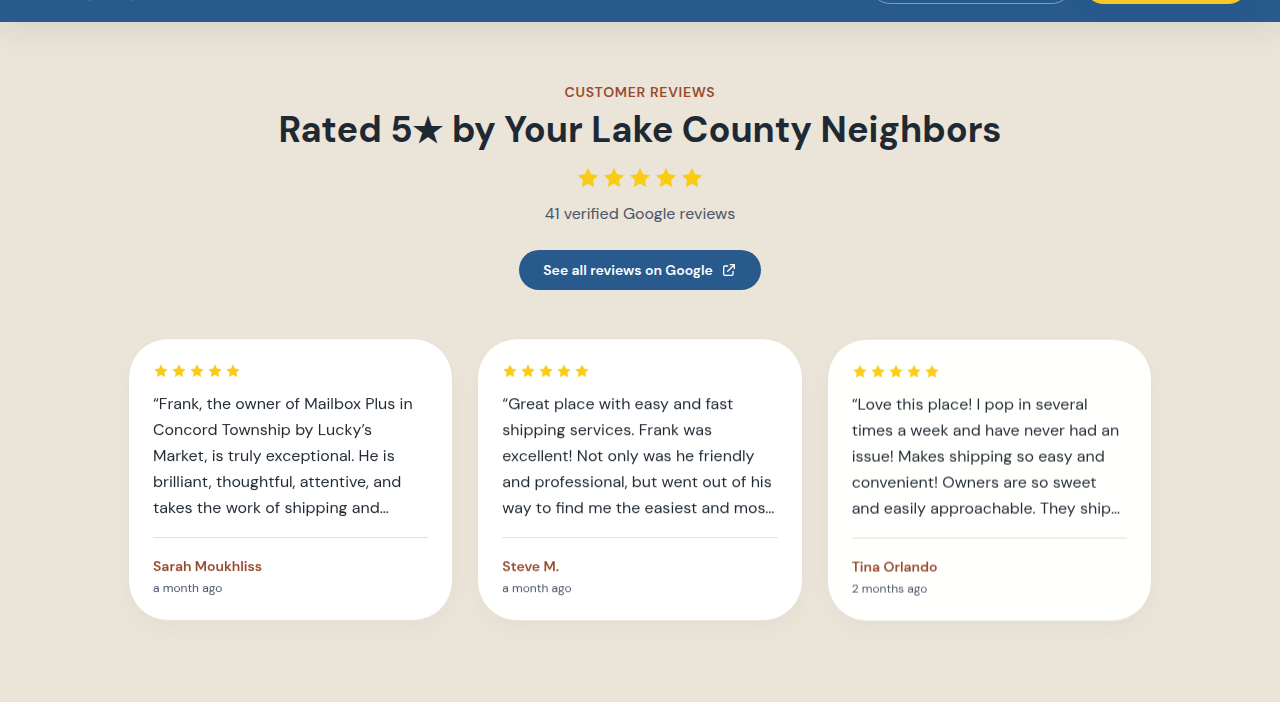 CUSTOMER REVIEWS
Rated 5★ by Your Lake County Neighbors
41 verified Google reviews
See all reviews on Google
“Frank, the owner of Mailbox Plus in
Concord Township by Lucky’s
Market, is truly exceptional. He is
brilliant, thoughtful, attentive, and
takes the work of shipping and…
Sarah Moukhliss
a month ago
“Great place with easy and fast
shipping services. Frank was
excellent! Not only was he friendly
and professional, but went out of his
way to find me the easiest and mos…
Steve M.
a month ago
“Love this place! I pop in several
times a week and have never had an
issue! Makes shipping so easy and
convenient! Owners are so sweet
and easily approachable. They ship…
Tina Orlando
2 months ago